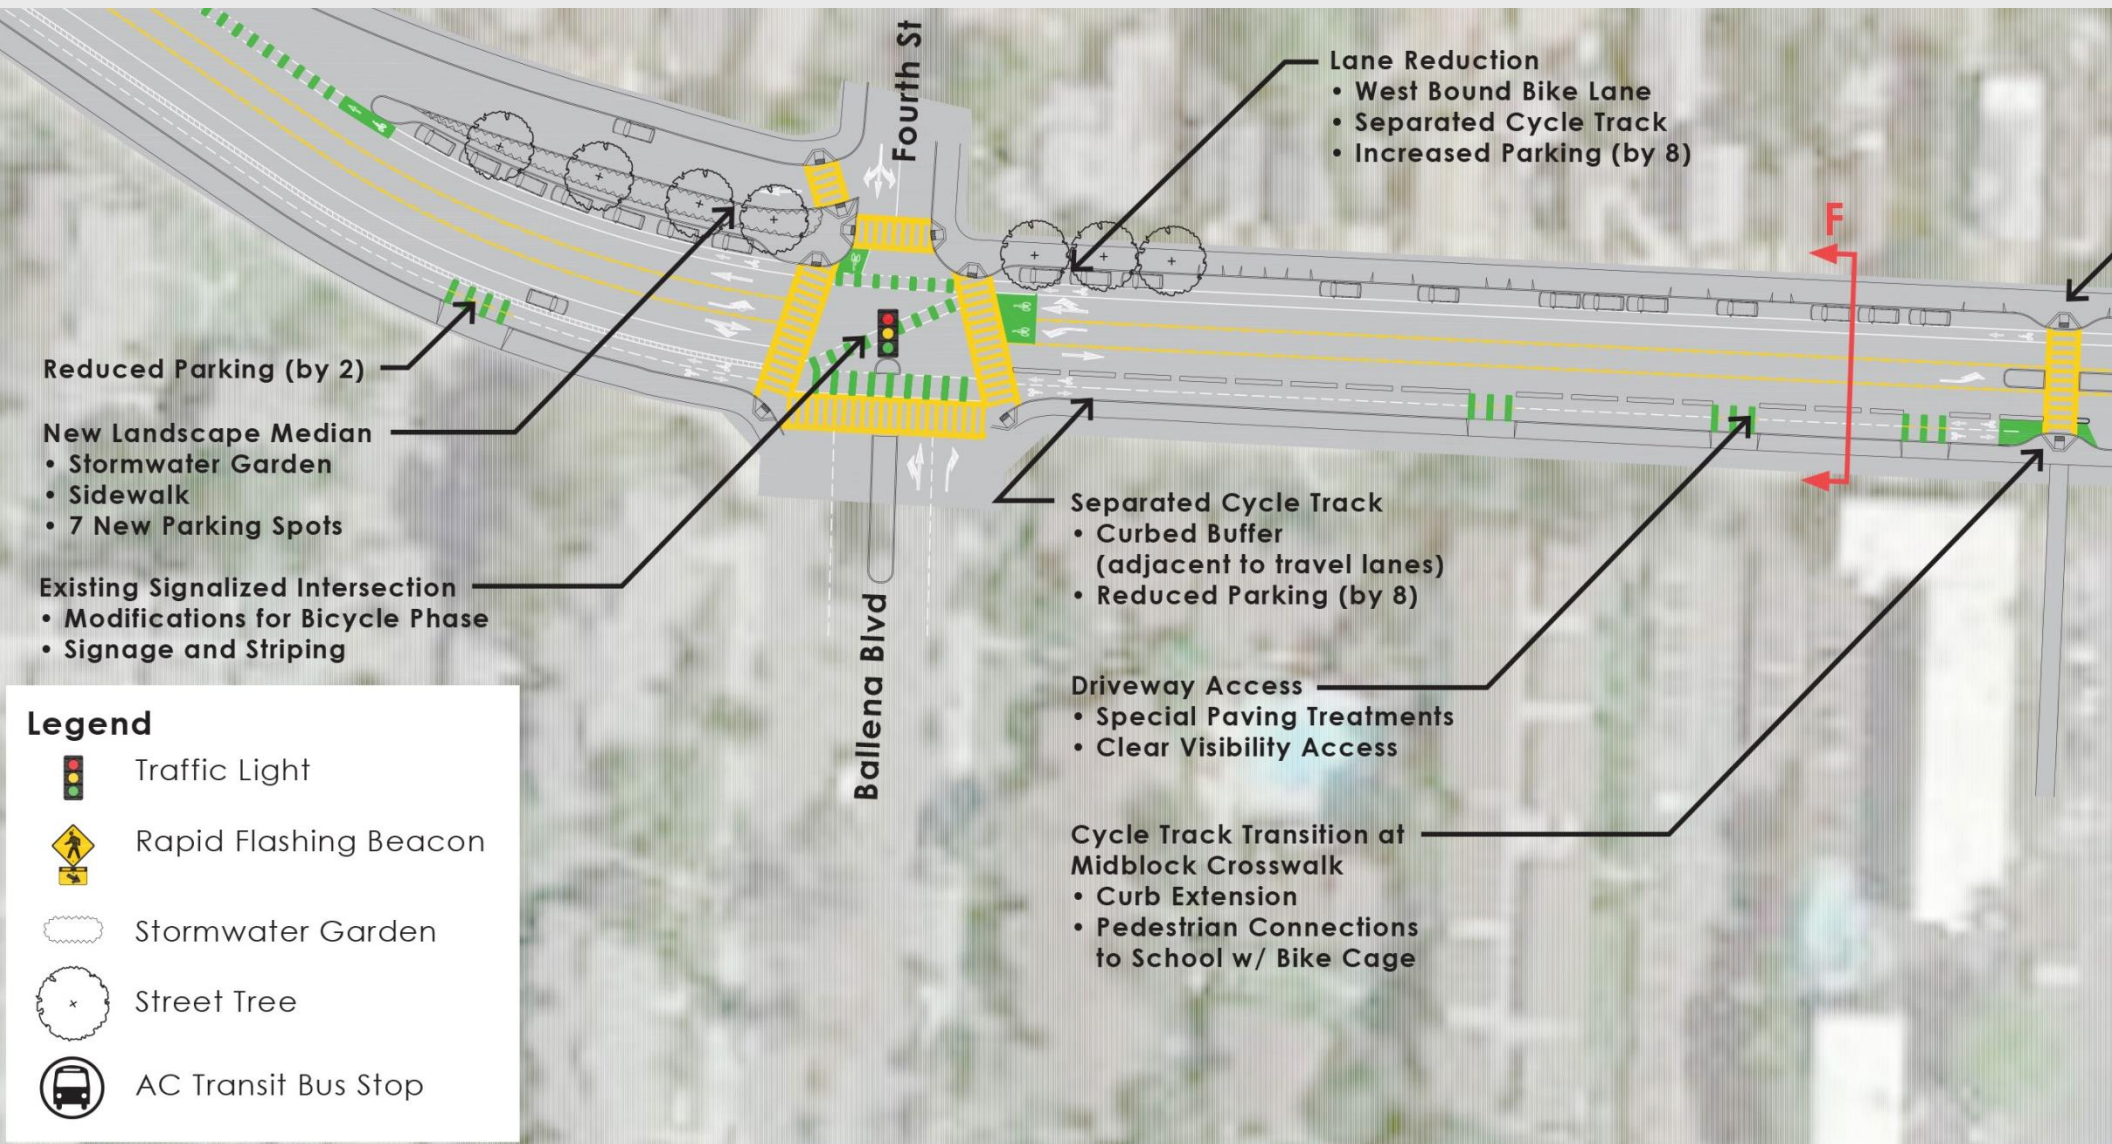 Fourth St
Lane Reduction
• West Bound Bike Lane
• Separated Cycle Track
• Increased Parking (by 8)
F
Reduced Parking (by 2)
New Landscape Median
• Stormwater Garden
• Sidewalk
• 7 New Parking Spots
Existing Signalized Intersection
• Modifications for Bicycle Phase
• Signage and Striping
Separated Cycle Track
• Curbed Buffer
(adjacent to travel lanes)
• Reduced Parking (by 8)
Ballena Blvd
Driveway Access
• Special Paving Treatments
• Clear Visibility Access
Cycle Track Transition at
Midblock Crosswalk
• Curb Extension
• Pedestrian Connections
to School w/ Bike Cage
Legend
Traffic Light
Rapid Flashing Beacon
Stormwater Garden
Street Tree
AC Transit Bus Stop